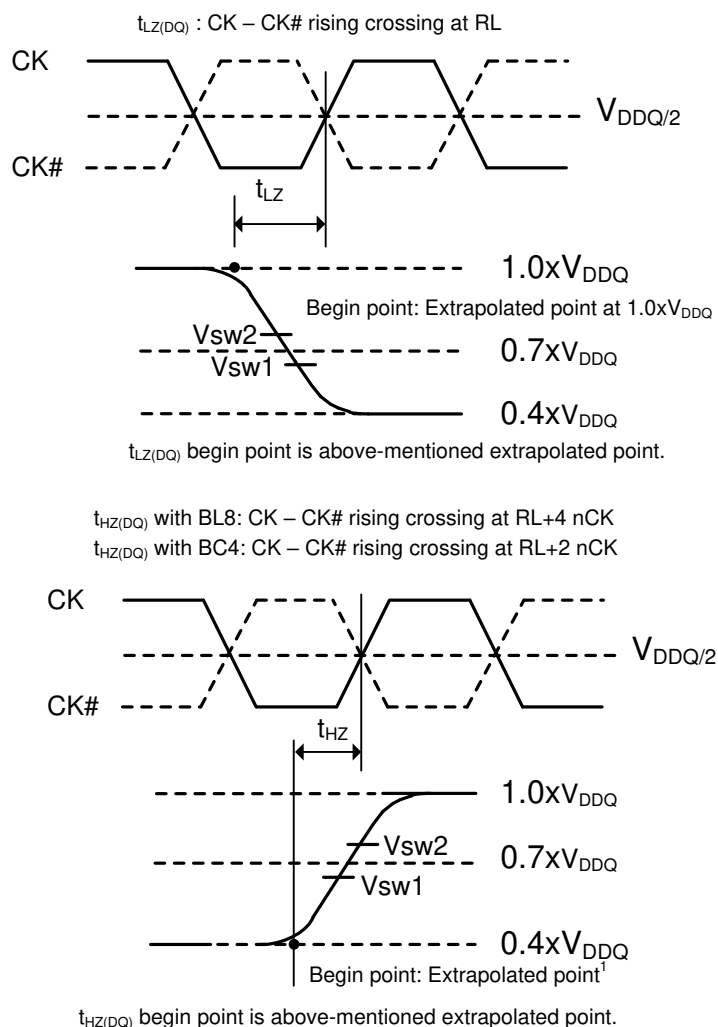 tLZ(DQ) : CK – CK# rising crossing at RL
CK
VDDQ/2
CK#
tLZ
1.0xVDDQ
Begin point: Extrapolated point at 1.0xVDDQ
Vsw2
0.7xVDDQ
Vsw1
0.4xVDDQ
tLZ(DQ) begin point is above-mentioned extrapolated point.
tHZ(DQ) with BL8: CK – CK# rising crossing at RL+4 nCK
tHZ(DQ) with BC4: CK – CK# rising crossing at RL+2 nCK
CK
VDDQ/2
CK#
tHZ
1.0xVDDQ
Vsw2
0.7xVDDQ
Vsw1
0.4xVDDQ
Begin point: Extrapolated point1
tHZ(DQ) begin point is above-mentioned extrapolated point.